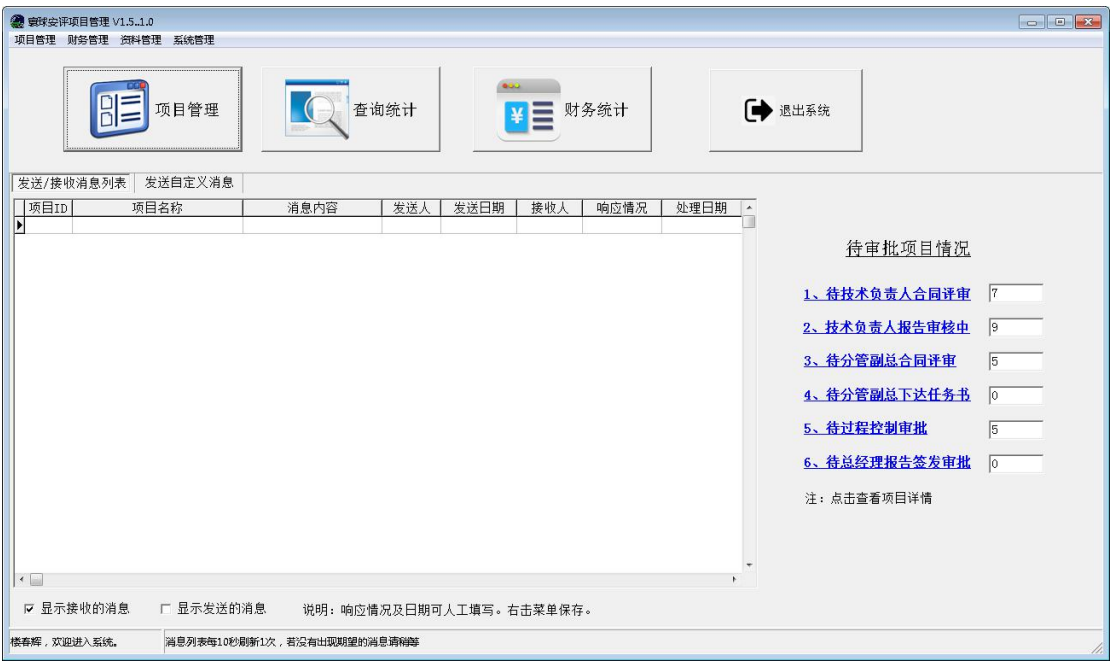 寰球安评项目管理 V1.5..1.0
项目管理 财务管理 资料管理 系统管理
项目管理 查询统计 财务统计 退出系统
发送/接收消息列表 发送自定义消息
项目ID 项目名称 消息内容 发送人 发送日期 接收人 响应情况 处理日期
待审批项目情况
1、待技术负责人合同评审 7
2、技术负责人报告审核中 9
3、待分管副总合同评审 5
4、待分管副总下达任务书 0
5、待过程控制审批 5
6、待总经理报告签发审批 0
注：点击查看项目详情
显示接收的消息 显示发送的消息 说明：响应情况及日期可人工填写。右击菜单保存。
楼春辉，欢迎进入系统。 消息列表每10秒刷新1次，若没有出现期望的消息请稍等